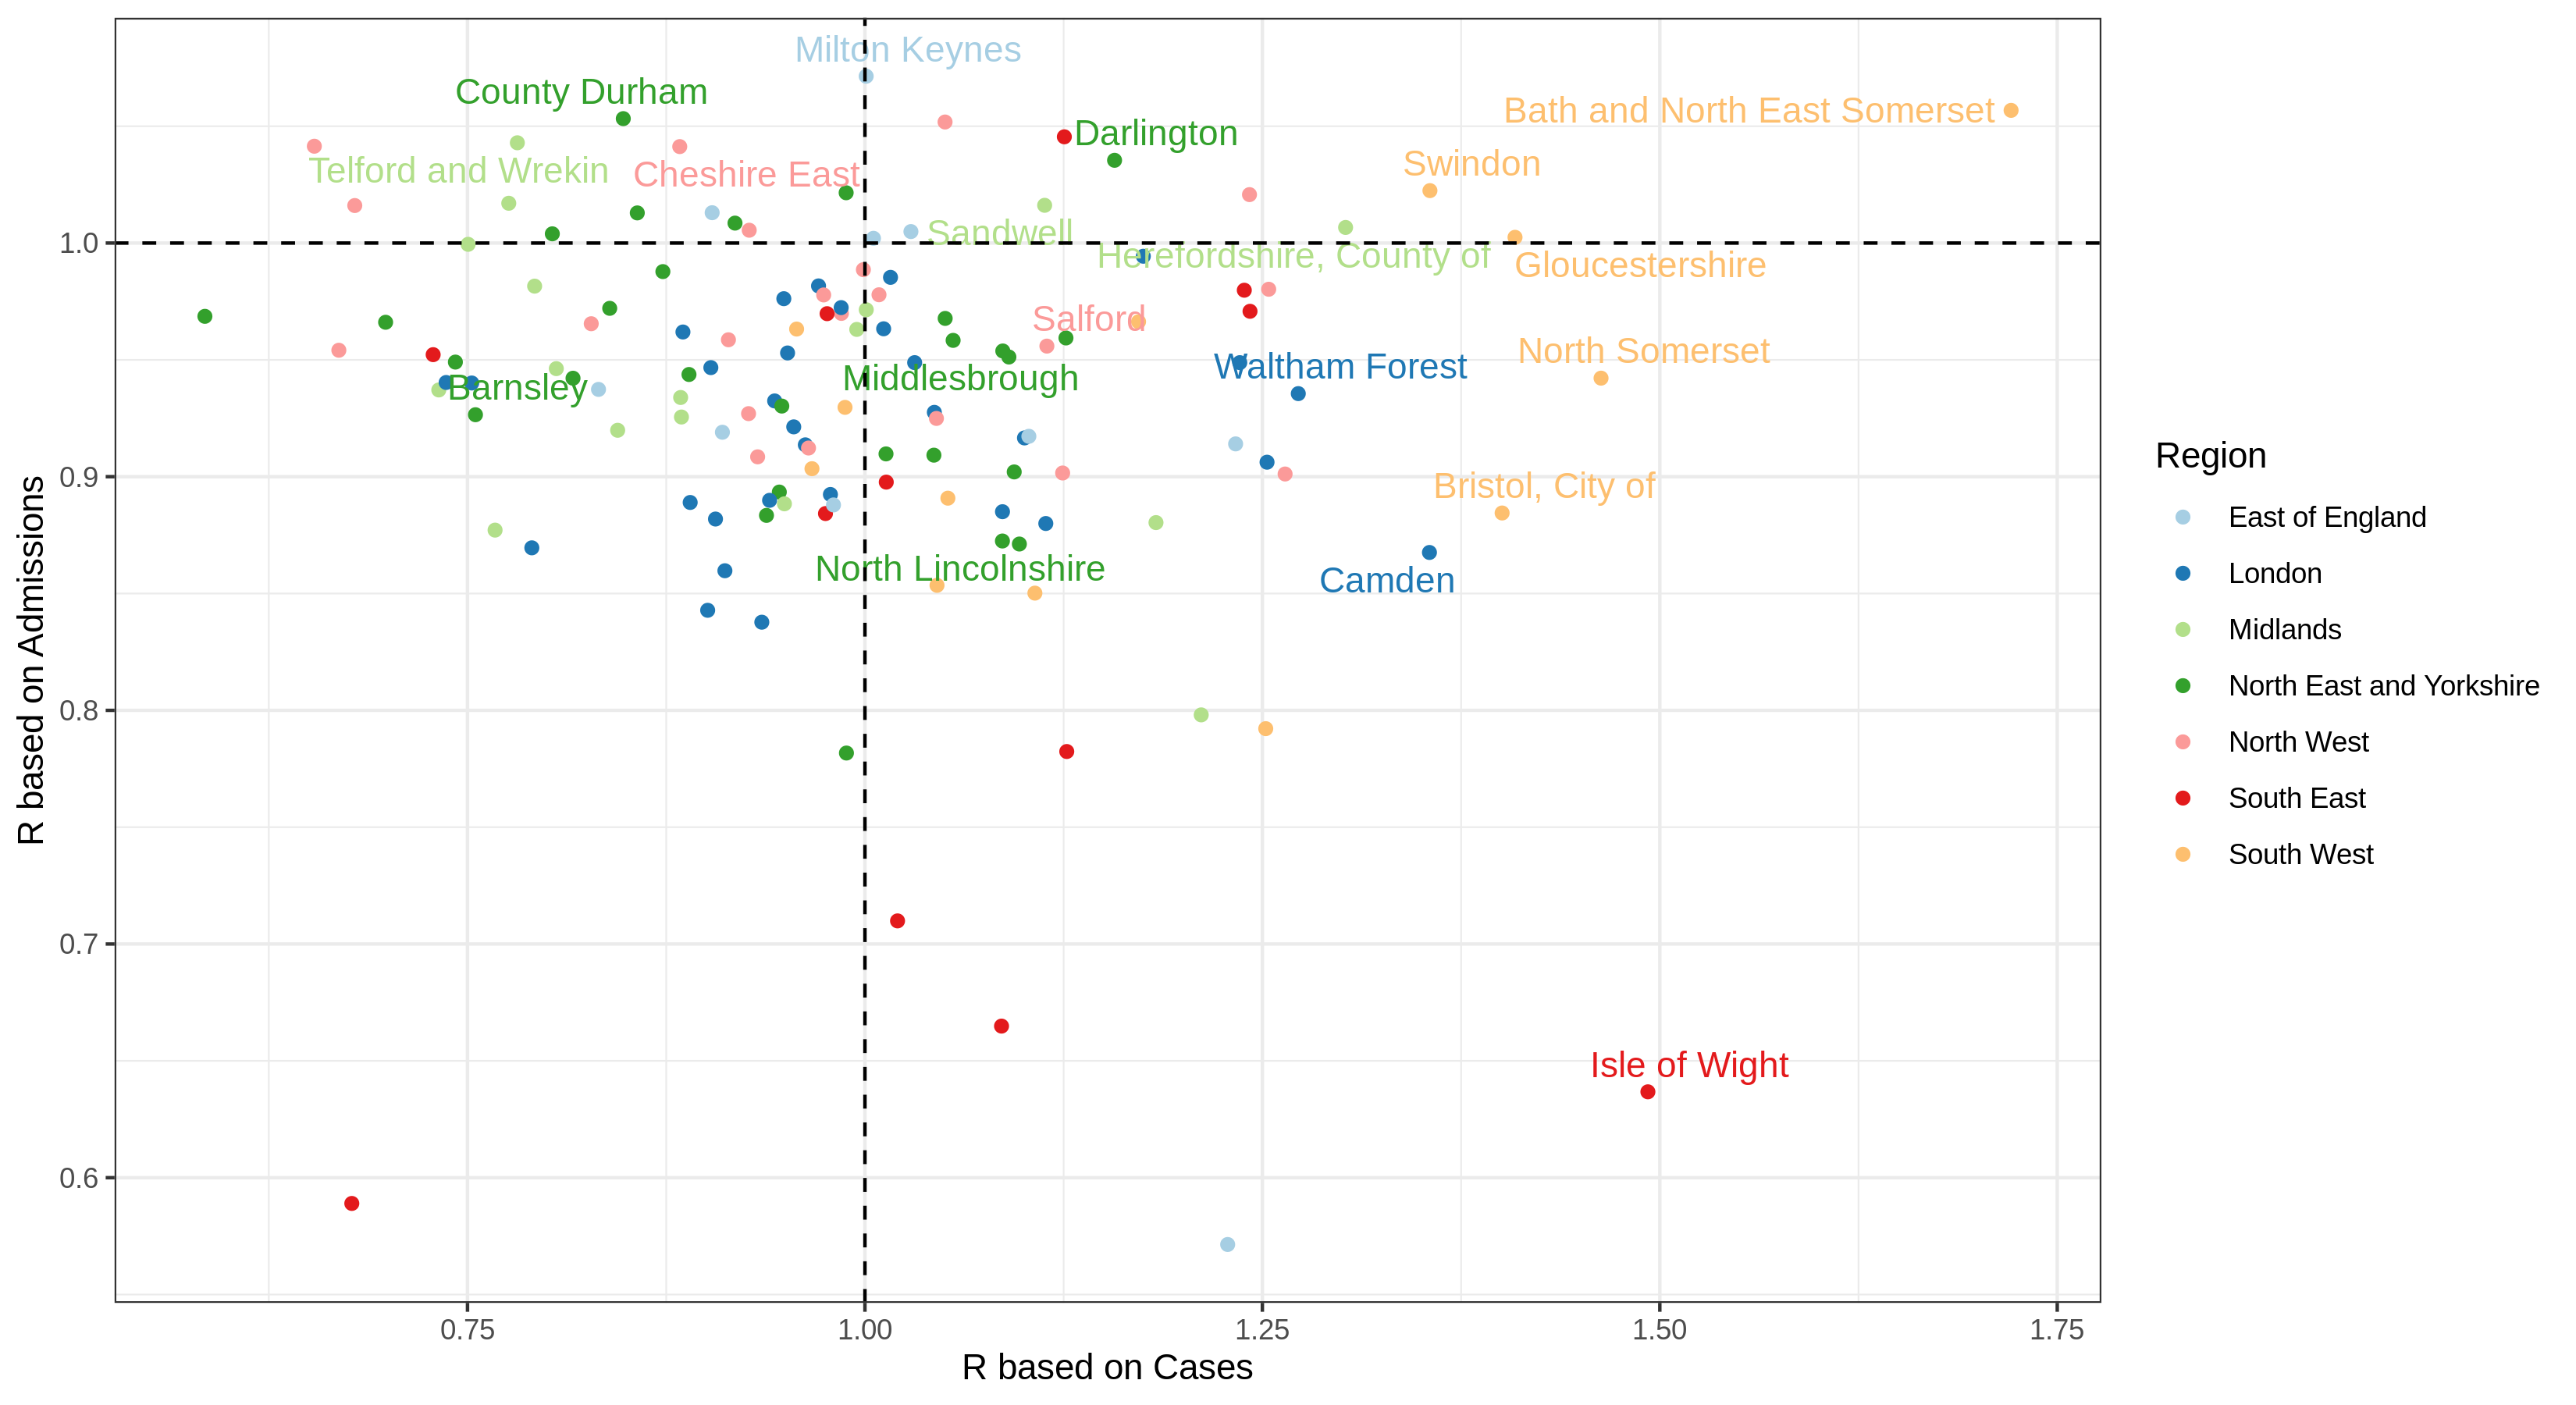 Milton Keynes
County Durham
Bath and North East Somerset
Darlington
Swindon
Telford and Wrekin
Cheshire East
Sandwell
Herefordshire, County of
Gloucestershire
Salford
North Somerset
Waltham Forest
Middlesbrough
Barnsley
Bristol, City of
North Lincolnshire
Camden
Isle of Wight
1.0
0.9
0.8
0.7
0.6
R based on Admissions
0.75
1.00
1.25
1.50
1.75
R based on Cases
Region
East of England
London
Midlands
North East and Yorkshire
North West
South East
South West